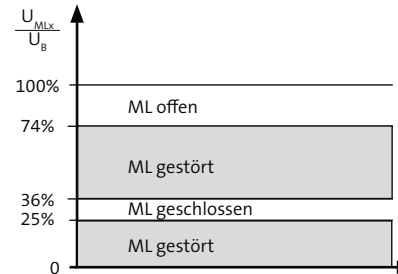 U_MLx
U_B
100%
ML offen
74%
ML gestört
36%
ML geschlossen
25%
ML gestört
0